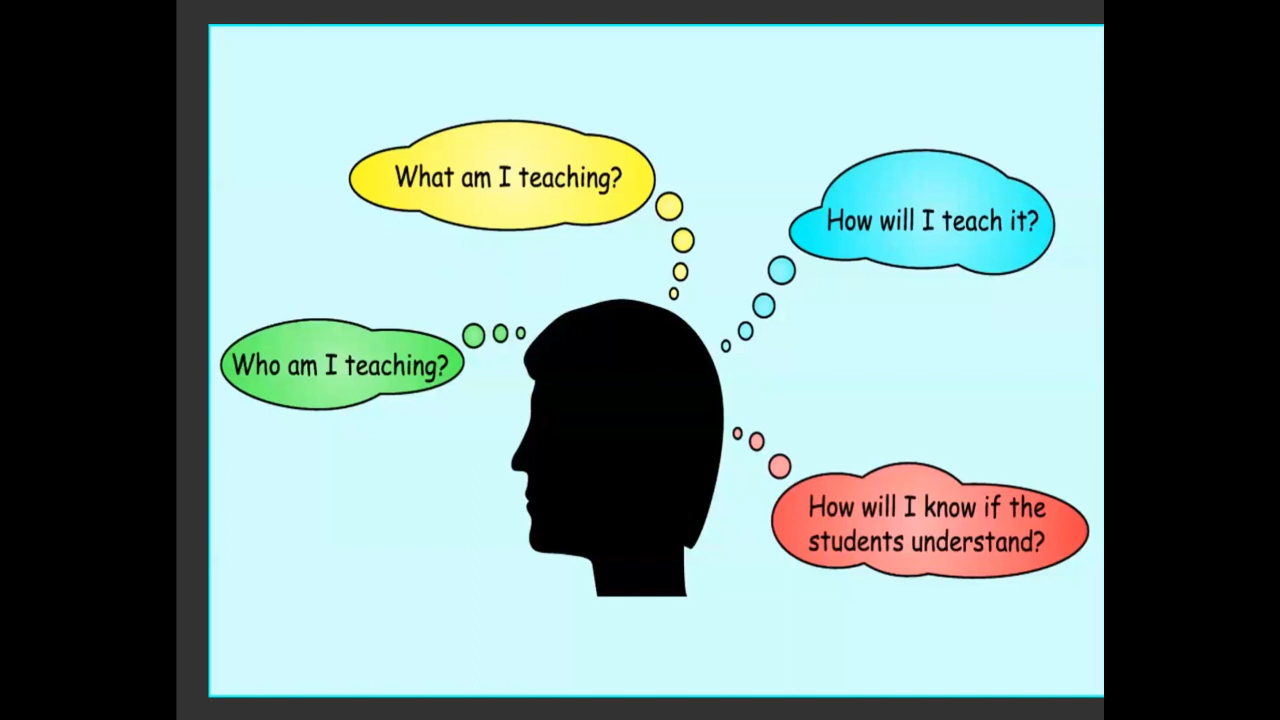 What am I teaching?
How will I teach it?
Who am I teaching?
How will I know if the
students understand?